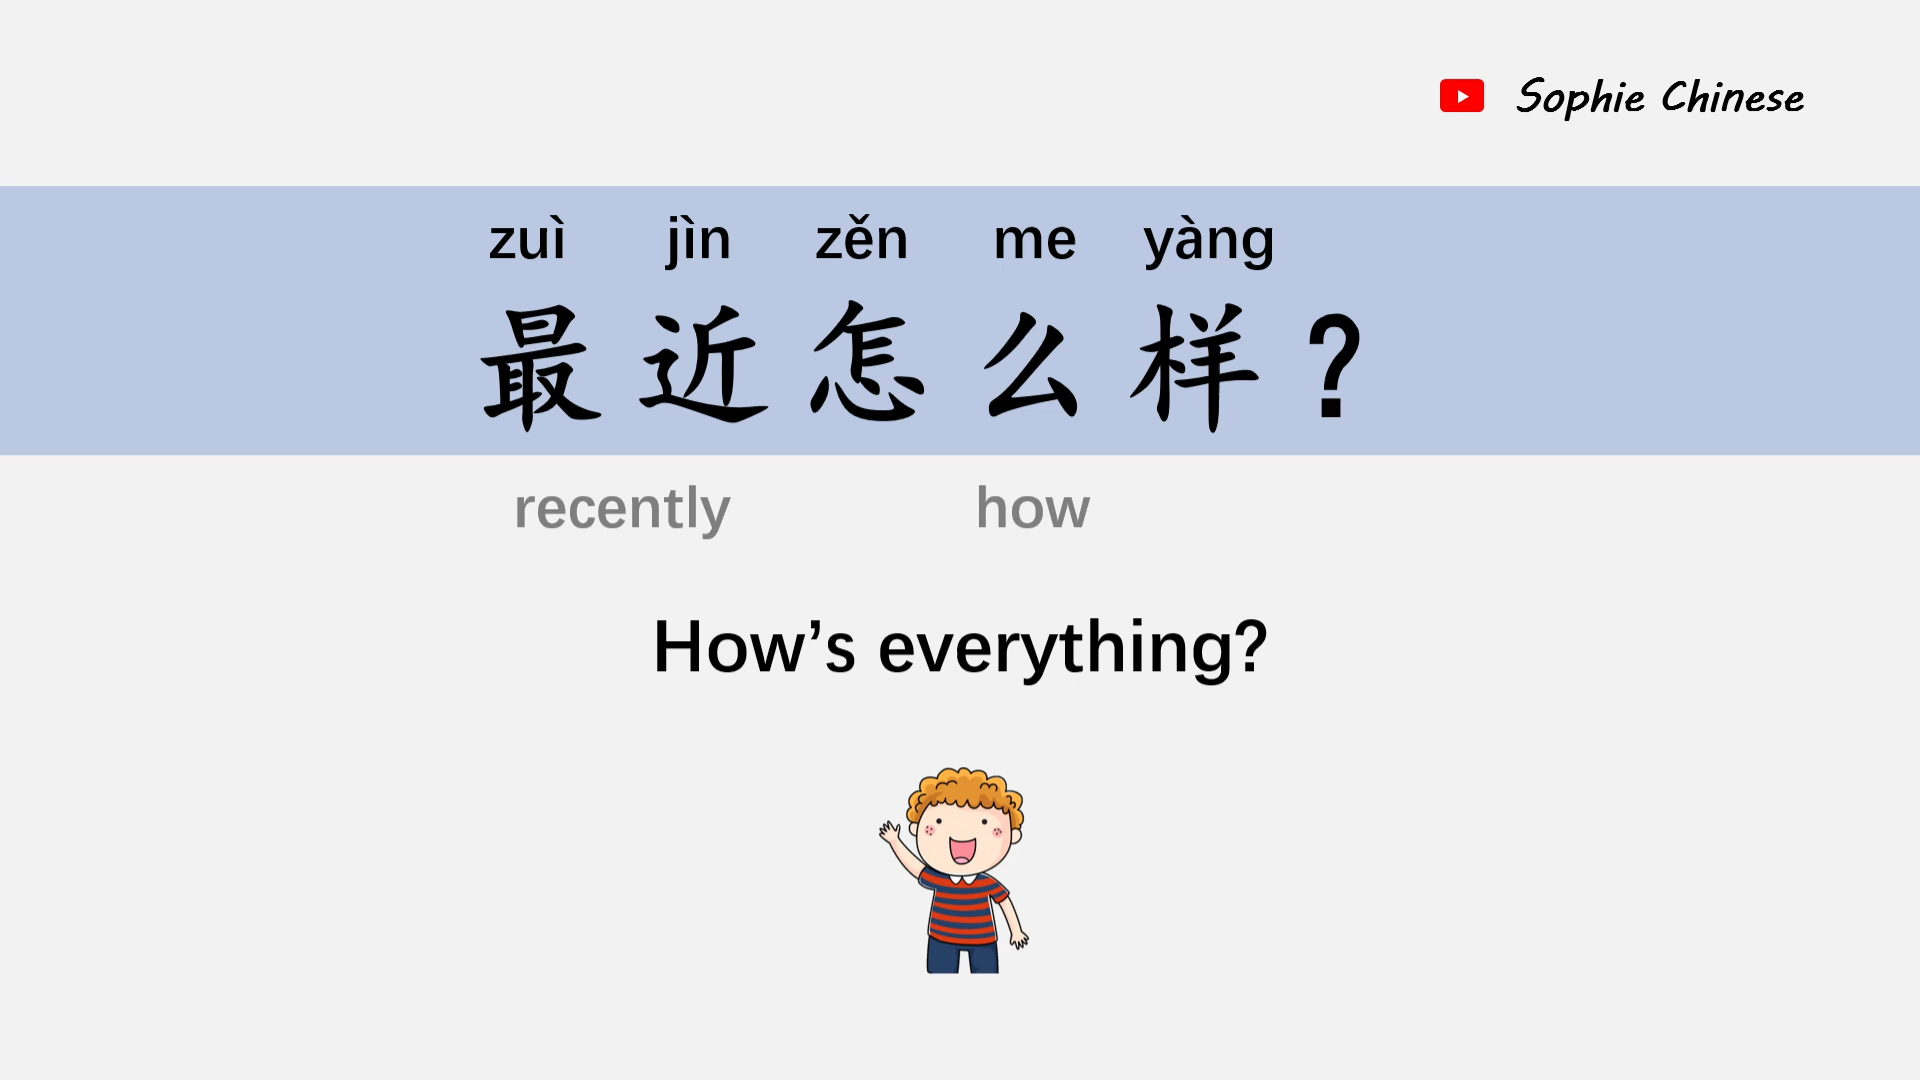 Sophie Chinese
zuì jìn zěn me yàng
最近怎么样？
recently how
How’s everything?